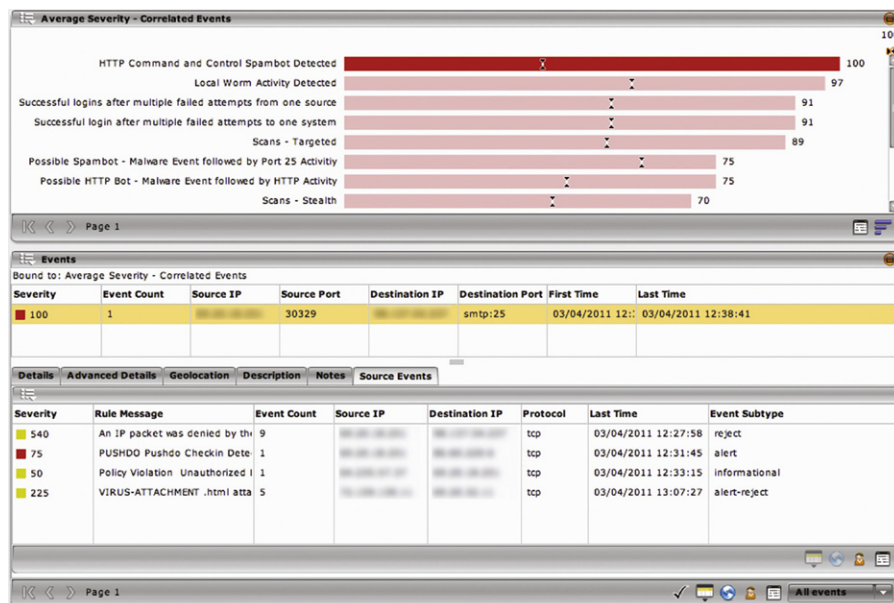 Average Severity - Correlated Events
100
HTTP Command and Control Spambot Detected 100
Local Worm Activity Detected 97
Successful logins after multiple failed attempts from one source 91
Successful login after multiple failed attempts to one system 91
Scans - Targeted 89
Possible Spambot - Malware Event followed by Port 25 Activitiy 75
Possible HTTP Bot - Malware Event followed by HTTP Activity 75
Scans - Stealth 70
Page 1
Events
Bound to: Average Severity - Correlated Events
Severity Event Count Source IP Source Port Destination IP Destination Port First Time Last Time
100 1 30329 smtp:25 03/04/2011 12:: 03/04/2011 12:38:41
Details Advanced Details Geolocation Description Notes Source Events
Severity Rule Message Event Count Source IP Destination IP Protocol Last Time Event Subtype
540 An IP packet was denied by the 9 tcp 03/04/2011 12:27:58 reject
75 PUSHDO Pushdo Checkin Dete 1 tcp 03/04/2011 12:31:45 alert
50 Policy Violation Unauthorized 1 tcp 03/04/2011 12:33:15 informational
225 VIRUS-ATTACHMENT .html atta 5 tcp 03/04/2011 13:07:27 alert-reject
Page 1 All events